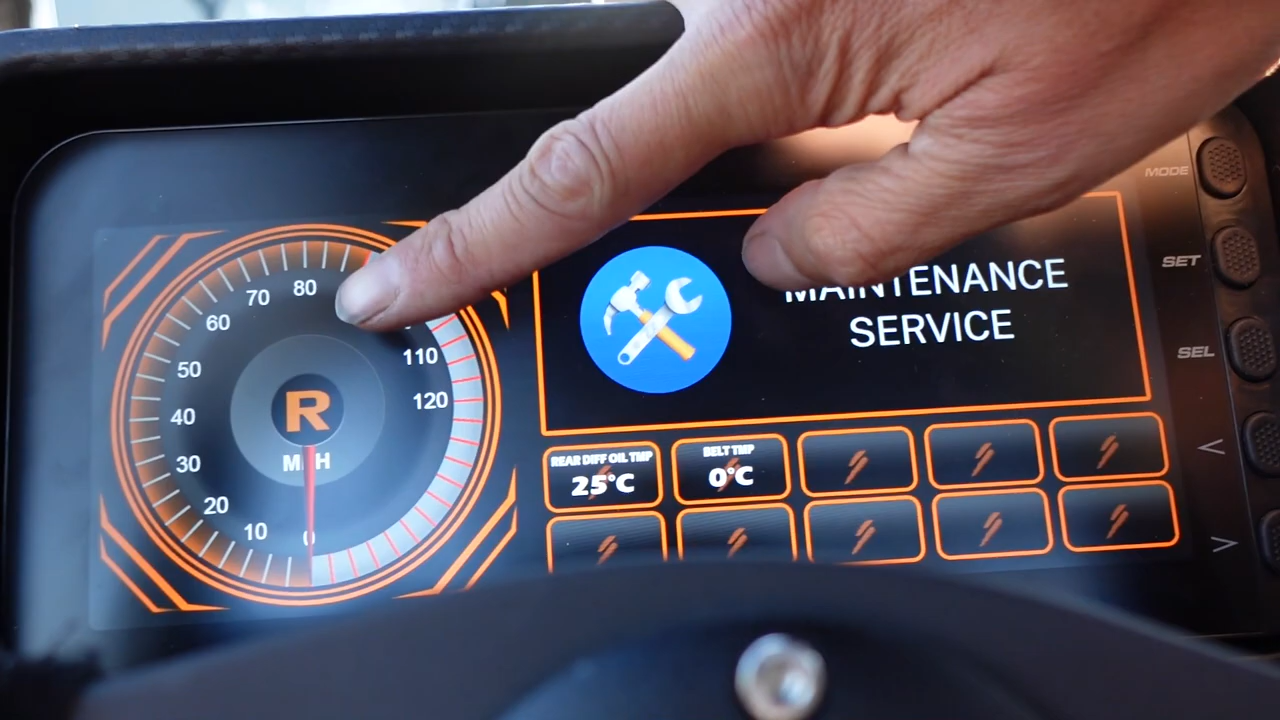 80
70
60
50
40
30
20
10
0
110
120
R
MPH
MAINTENANCE
SERVICE
REAR DIFF OIL TMP
25°C
BELT TMP
0°C
MODE
SET
SEL
<
>